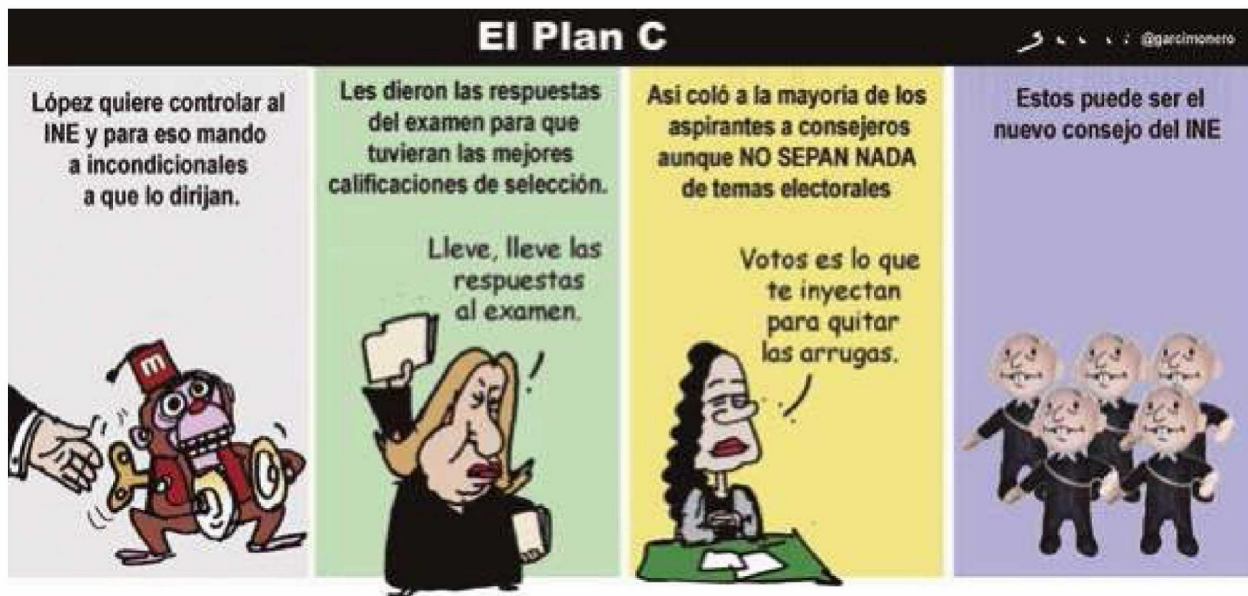 El Plan C
@garcimonero
López quiere controlar al
INE y para eso mando
a incondicionales
a que lo dirijan.
Les dieron las respuestas
del examen para que
tuvieran las mejores
calificaciones de selección.
Lleve, lleve las
respuestas
al examen.
Así coló a la mayoria de los
aspirantes a consejeros
aunque NO SEPAN NADA
de temas electorales
Votos es lo que
te inyectan
para quitar
las arrugas.
Estos puede ser el
nuevo consejo del INE
m